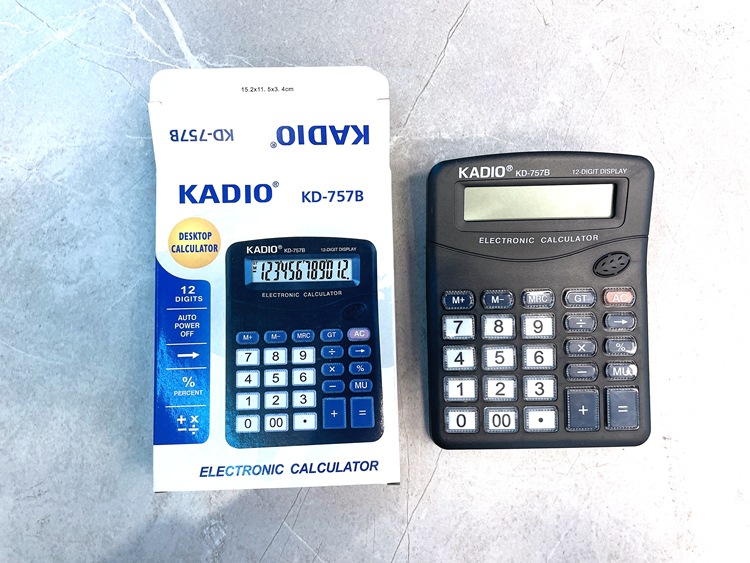 15.2x11. 5x3. 4cm
KADIO® KD-757B
KADIO® KD-757B
DESKTOP
CALCULATOR
12
DIGITS
AUTO
POWER
OFF
→
%
PERCENT
+ ×
− ÷
KADIO® KD-757B 12-DIGIT DISPLAY
123456789012.
ELECTRONIC CALCULATOR
M+ M− MRC GT AC
7 8 9 ÷ →
4 5 6 × %
1 2 3 − MU
0 00 • + =
ELECTRONIC CALCULATOR
KADIO® KD-757B 12-DIGIT DISPLAY
ELECTRONIC CALCULATOR
M+ M− MRC GT AC
7 8 9 ÷ →
4 5 6 × %
1 2 3 − MU
0 00 • + =